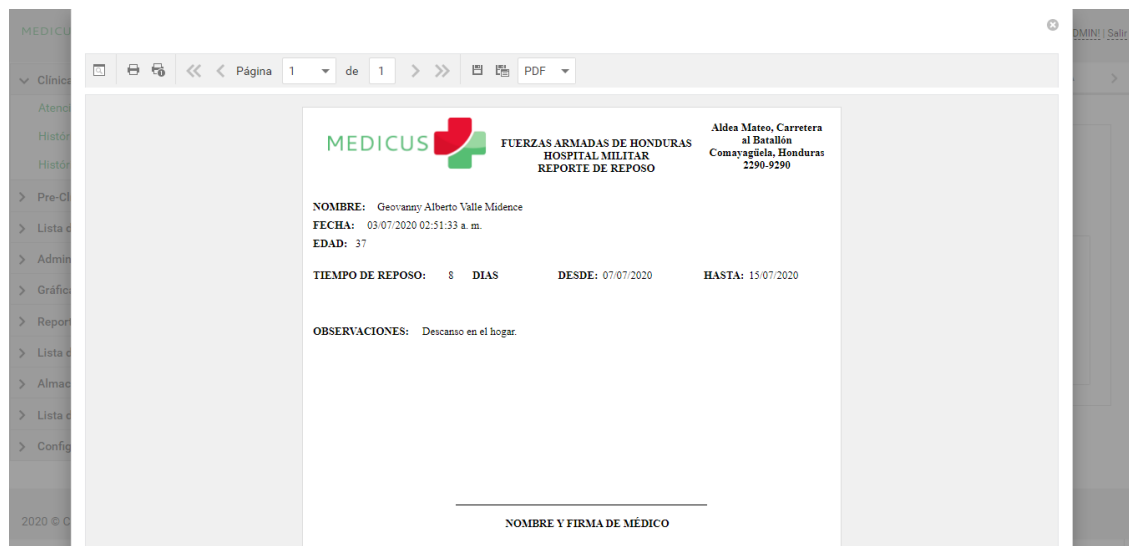 MEDICUS
DMIN! | Salir
Página 1 de 1 PDF
Clínica
Atenci
Histór
Histór
Pre-Cl
Lista d
Admin
Gráfica
Report
Lista d
Almac
Lista d
Config
2020 © C
MEDICUS
FUERZAS ARMADAS DE HONDURAS
HOSPITAL MILITAR
REPORTE DE REPOSO
Aldea Mateo, Carretera
al Batallón
Comayagüela, Honduras
2290-9290
NOMBRE: Geovanny Alberto Valle Midence
FECHA: 03/07/2020 02:51:33 a. m.
EDAD: 37
TIEMPO DE REPOSO: 8 DIAS DESDE: 07/07/2020 HASTA: 15/07/2020
OBSERVACIONES: Descanso en el hogar.
NOMBRE Y FIRMA DE MÉDICO